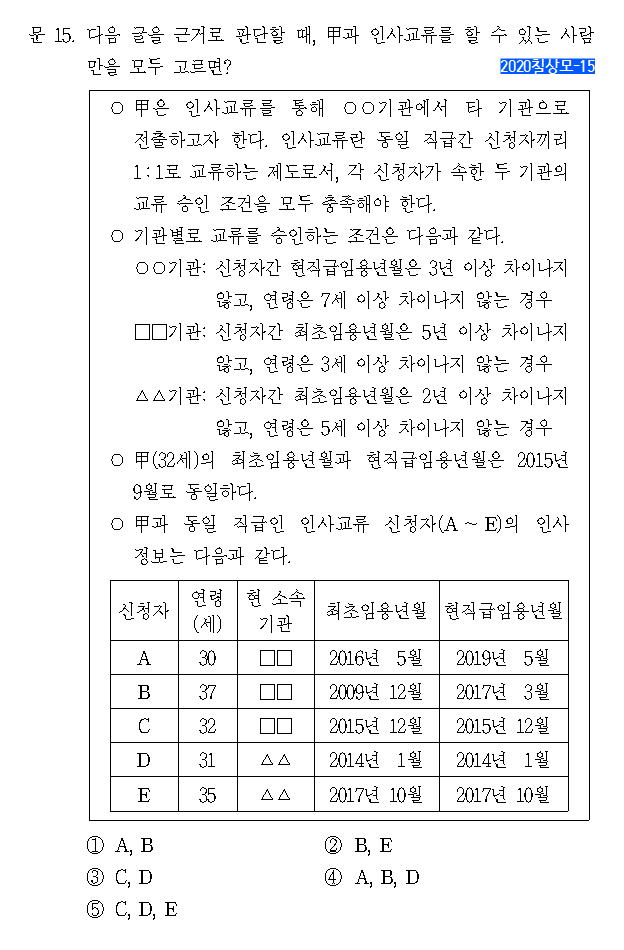 문 15. 다음 글을 근거로 판단할 때, 甲과 인사교류를 할 수 있는 사람
만을 모두 고르면?
2020침상모-15
○ 甲은 인사교류를 통해 ○○기관에서 타 기관으로
전출하고자 한다. 인사교류란 동일 직급간 신청자끼리
1:1로 교류하는 제도로서, 각 신청자가 속한 두 기관의
교류 승인 조건을 모두 충족해야 한다.
○ 기관별로 교류를 승인하는 조건은 다음과 같다.
○○기관: 신청자간 현직급임용년월은 3년 이상 차이나지
않고, 연령은 7세 이상 차이나지 않는 경우
□□기관: 신청자간 최초임용년월은 5년 이상 차이나지
않고, 연령은 3세 이상 차이나지 않는 경우
△△기관: 신청자간 최초임용년월은 2년 이상 차이나지
않고, 연령은 5세 이상 차이나지 않는 경우
○ 甲(32세)의 최초임용년월과 현직급임용년월은 2015년
9월로 동일하다.
○ 甲과 동일 직급인 인사교류 신청자(A ~ E)의 인사
정보는 다음과 같다.
신청자 연령(세) 현 소속 기관 최초임용년월 현직급임용년월
A 30 □□ 2016년 5월 2019년 5월
B 37 □□ 2009년 12월 2017년 3월
C 32 □□ 2015년 12월 2015년 12월
D 31 △△ 2014년 1월 2014년 1월
E 35 △△ 2017년 10월 2017년 10월
① A, B ② B, E
③ C, D ④ A, B, D
⑤ C, D, E